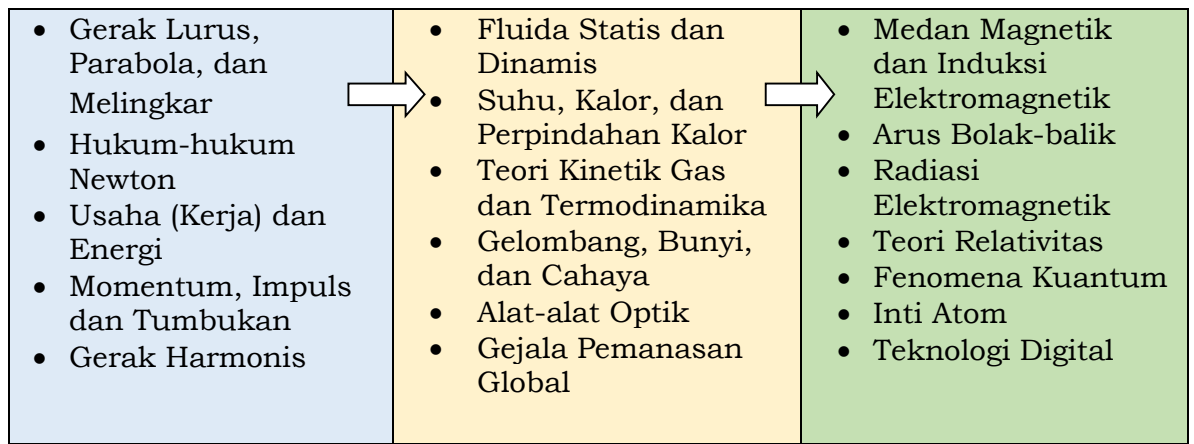 • Gerak Lurus,
Parabola, dan
Melingkar
• Hukum-hukum
Newton
• Usaha (Kerja) dan
Energi
• Momentum, Impuls
dan Tumbukan
• Gerak Harmonis
• Fluida Statis dan
Dinamis
• Suhu, Kalor, dan
Perpindahan Kalor
• Teori Kinetik Gas
dan Termodinamika
• Gelombang, Bunyi,
dan Cahaya
• Alat-alat Optik
• Gejala Pemanasan
Global
• Medan Magnetik
dan Induksi
Elektromagnetik
• Arus Bolak-balik
• Radiasi
Elektromagnetik
• Teori Relativitas
• Fenomena Kuantum
• Inti Atom
• Teknologi Digital